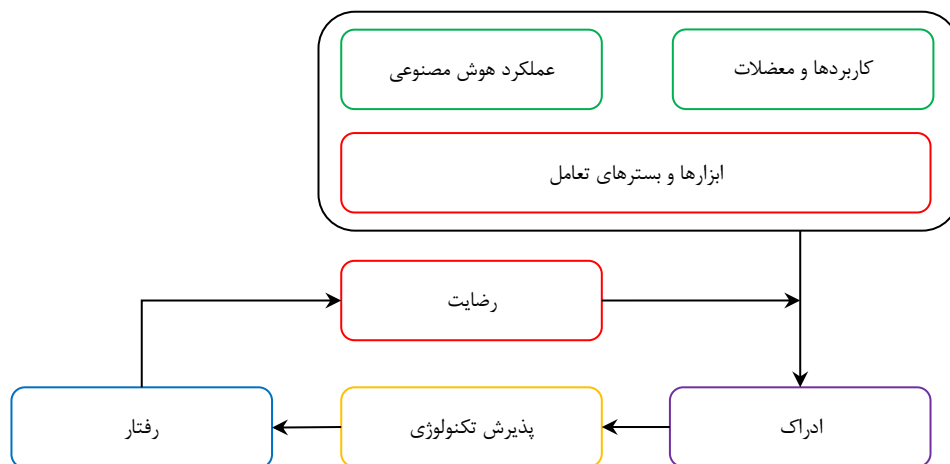 کاربردها و معضلات
عملکرد هوش مصنوعی
ابزارها و بسترهای تعامل
رضایت
ادراک
پذیرش تکنولوژی
رفتار